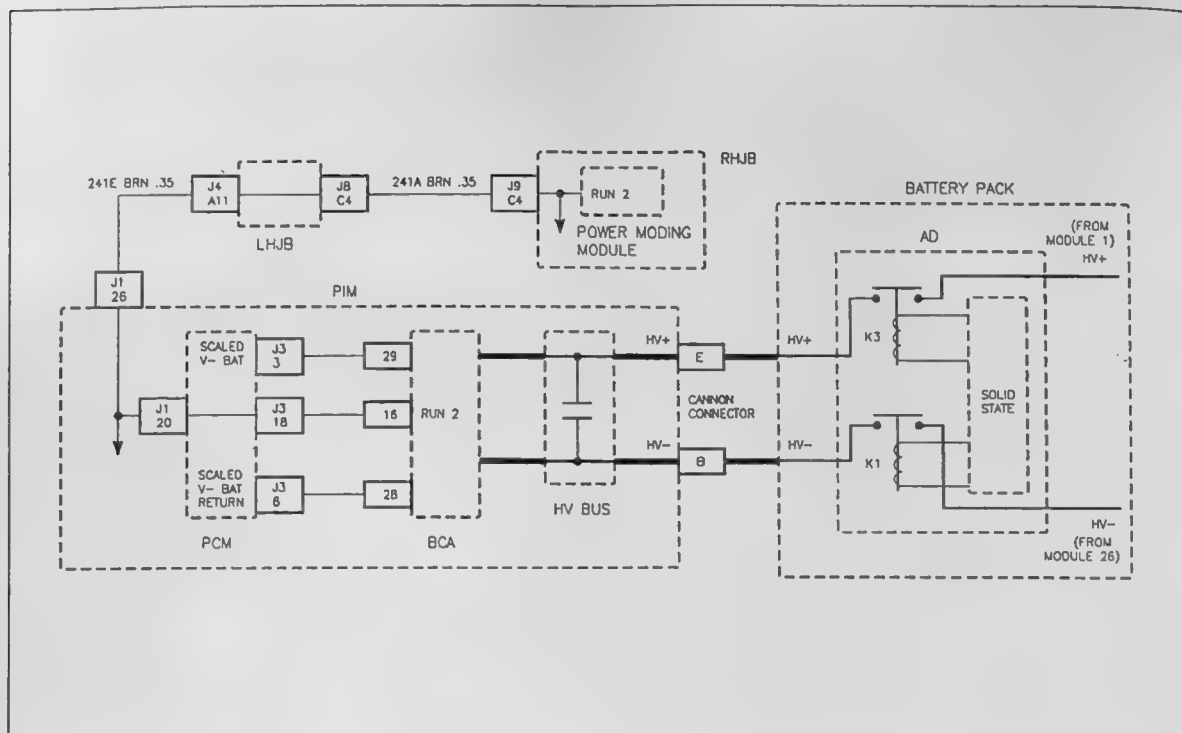 RHJB
241E BRN .35
J4
A11
LHJB
J8
C4
241A BRN .35
J9
C4
RUN 2
POWER MODING
MODULE
BATTERY PACK
J1
26
PIM
SCALED
V- BAT
J3
3
29
J1
20
J3
18
16
RUN 2
SCALED
V- BAT
RETURN
J3
6
28
PCM
BCA
HV BUS
HV+
HV-
E
B
CANNON
CONNECTOR
HV+
HV-
AD
K3
K1
SOLID
STATE
(FROM
MODULE 1)
HV+
HV-
(FROM
MODULE 26)